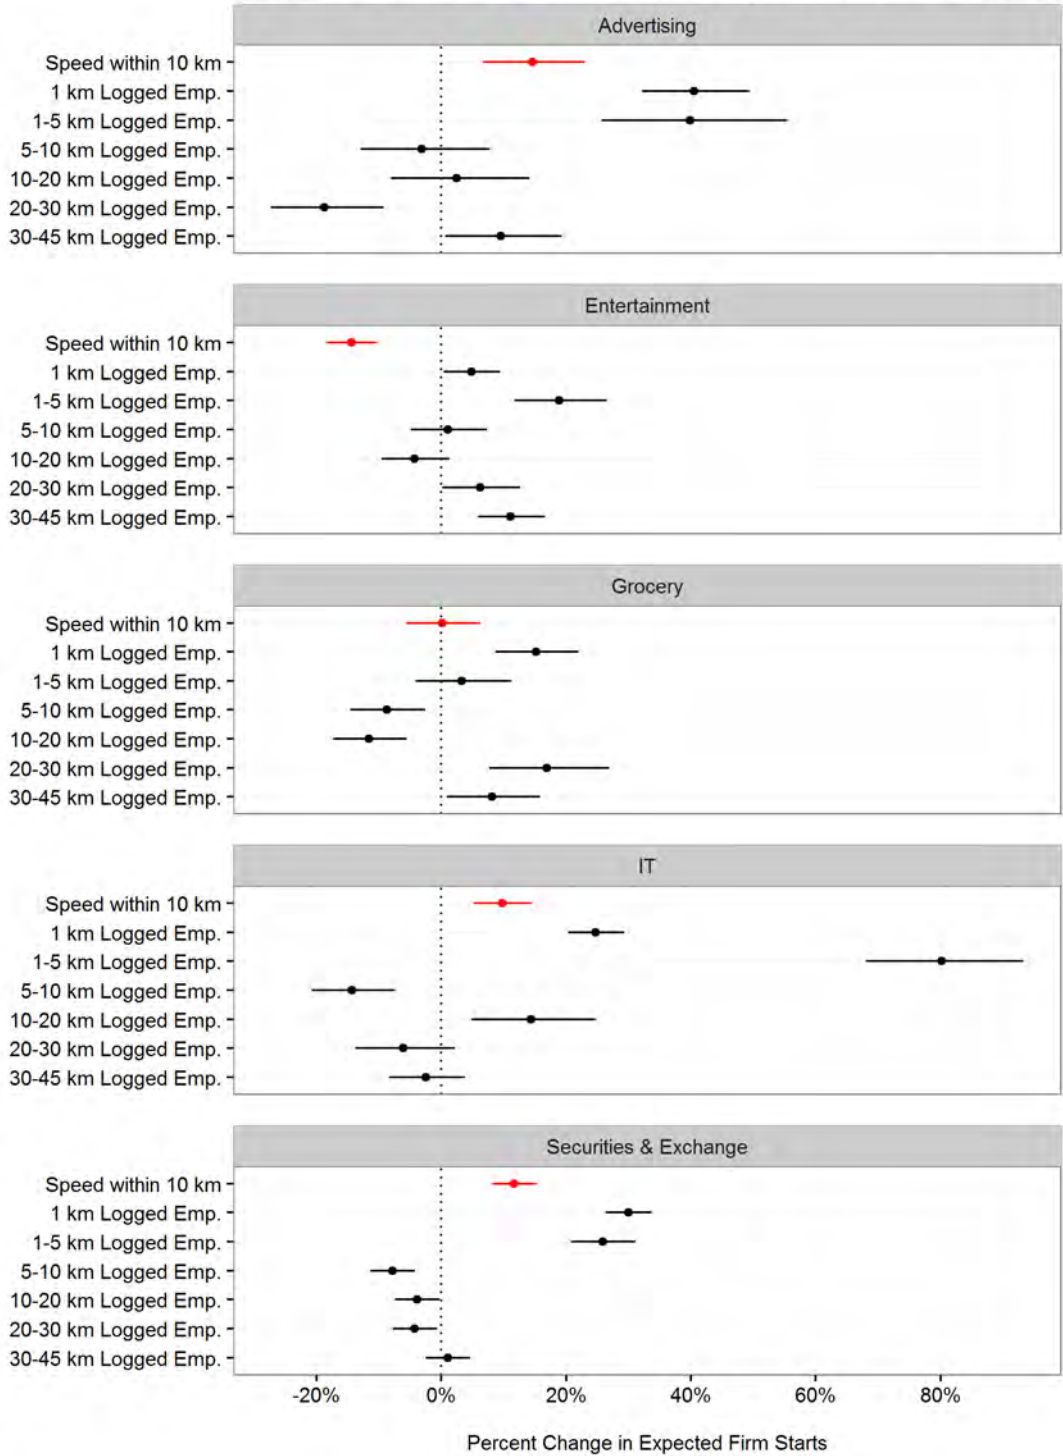 Advertising
Speed within 10 km
1 km Logged Emp.
1-5 km Logged Emp.
5-10 km Logged Emp.
10-20 km Logged Emp.
20-30 km Logged Emp.
30-45 km Logged Emp.
Entertainment
Speed within 10 km
1 km Logged Emp.
1-5 km Logged Emp.
5-10 km Logged Emp.
10-20 km Logged Emp.
20-30 km Logged Emp.
30-45 km Logged Emp.
Grocery
Speed within 10 km
1 km Logged Emp.
1-5 km Logged Emp.
5-10 km Logged Emp.
10-20 km Logged Emp.
20-30 km Logged Emp.
30-45 km Logged Emp.
IT
Speed within 10 km
1 km Logged Emp.
1-5 km Logged Emp.
5-10 km Logged Emp.
10-20 km Logged Emp.
20-30 km Logged Emp.
30-45 km Logged Emp.
Securities & Exchange
Speed within 10 km
1 km Logged Emp.
1-5 km Logged Emp.
5-10 km Logged Emp.
10-20 km Logged Emp.
20-30 km Logged Emp.
30-45 km Logged Emp.
-20% 0% 20% 40% 60% 80%
Percent Change in Expected Firm Starts